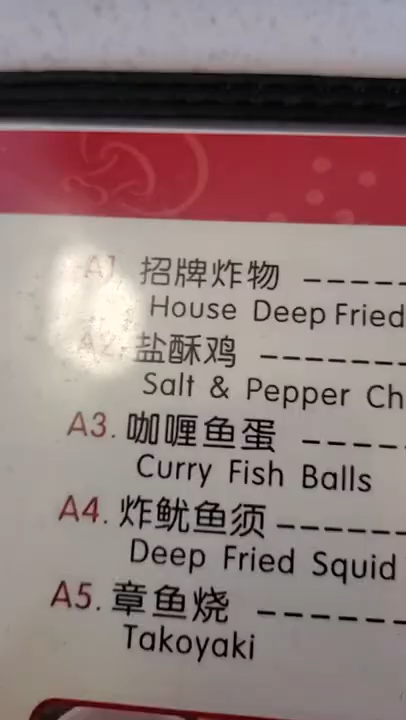 A1. 招牌炸物
House Deep Fried
A2. 盐酥鸡
Salt & Pepper Ch
A3. 咖喱鱼蛋
Curry Fish Balls
A4. 炸鱿鱼须
Deep Fried Squid
A5. 章鱼烧
Takoyaki